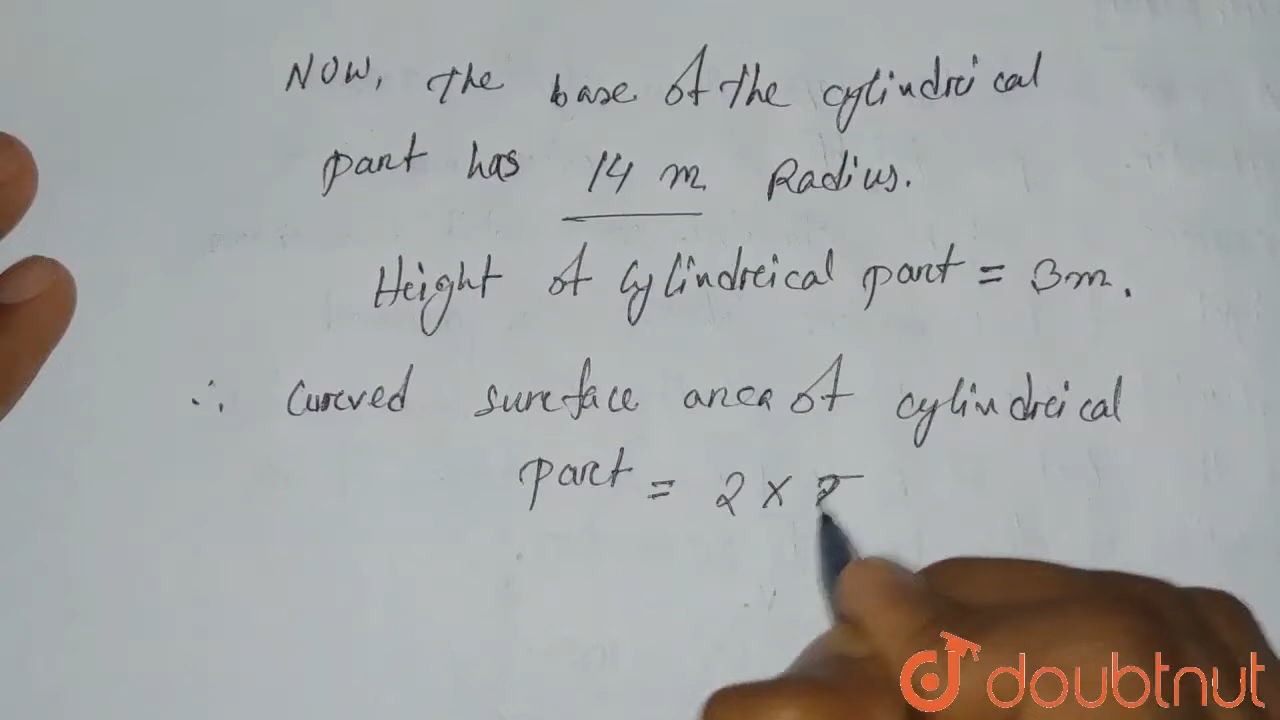 NOW, the base of the cylindrical
part has 14 m Radius.
Height of Cylindreical part = 3m.
∴ Curved surface area of cylindreical
part = 2 ×
doubtnut